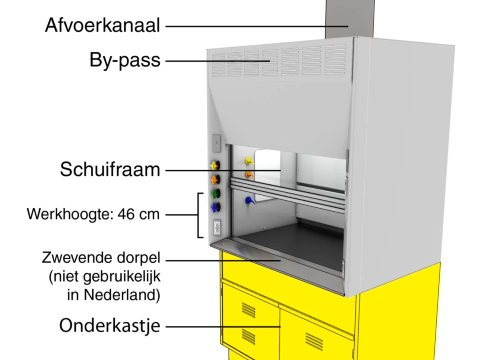 Afvoerkanaal
By-pass
Schuifraam
Werkhoogte: 46 cm
Zwevende dorpel
(niet gebruikelijk
in Nederland)
Onderkastje